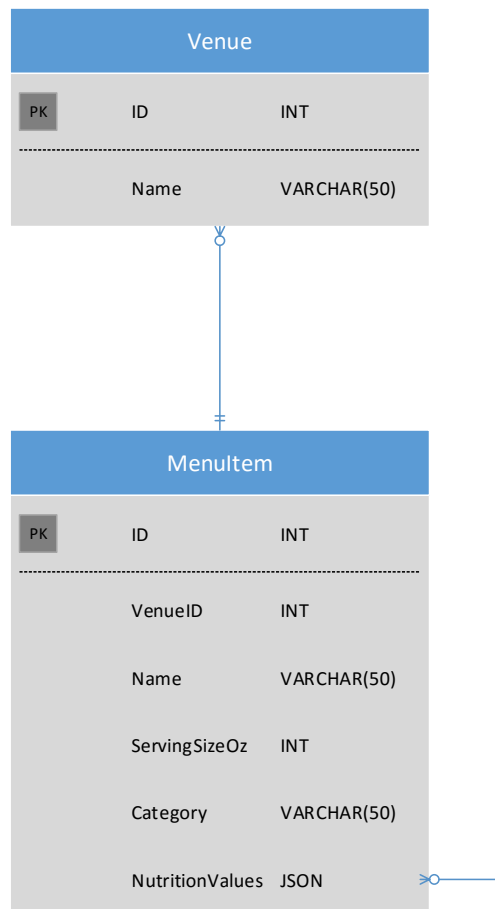 Venue
PK ID INT
Name VARCHAR(50)
MenuItem
PK ID INT
VenueID INT
Name VARCHAR(50)
ServingSizeOz INT
Category VARCHAR(50)
NutritionValues JSON